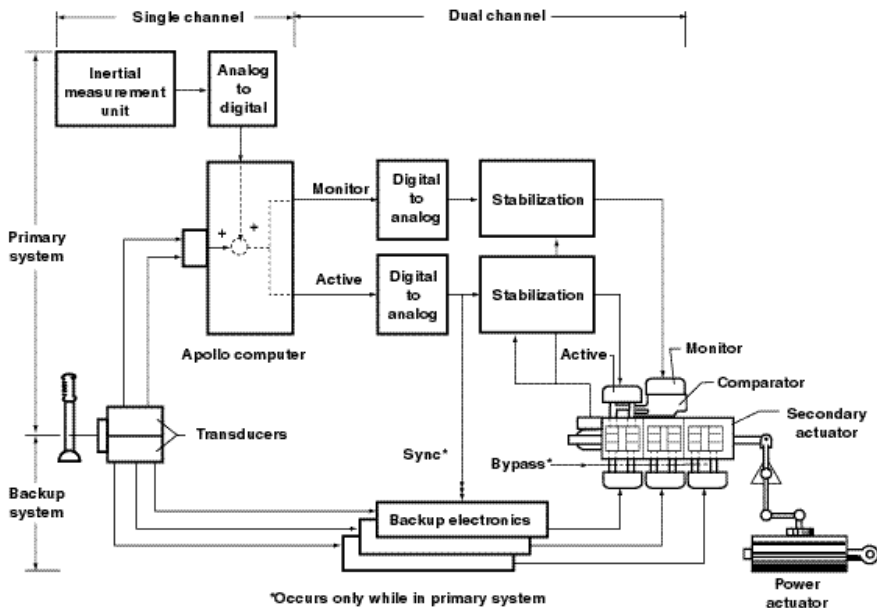 Single channel
Dual channel
Inertial
measurement
unit
Analog
to
digital
Primary
system
+
+
Monitor
Digital
to
analog
Stabilization
Active
Digital
to
analog
Stabilization
Apollo computer
Active
Monitor
Comparator
Secondary
actuator
Transducers
Sync*
Bypass*
Backup
system
Backup electronics
Power
actuator
*Occurs only while in primary system